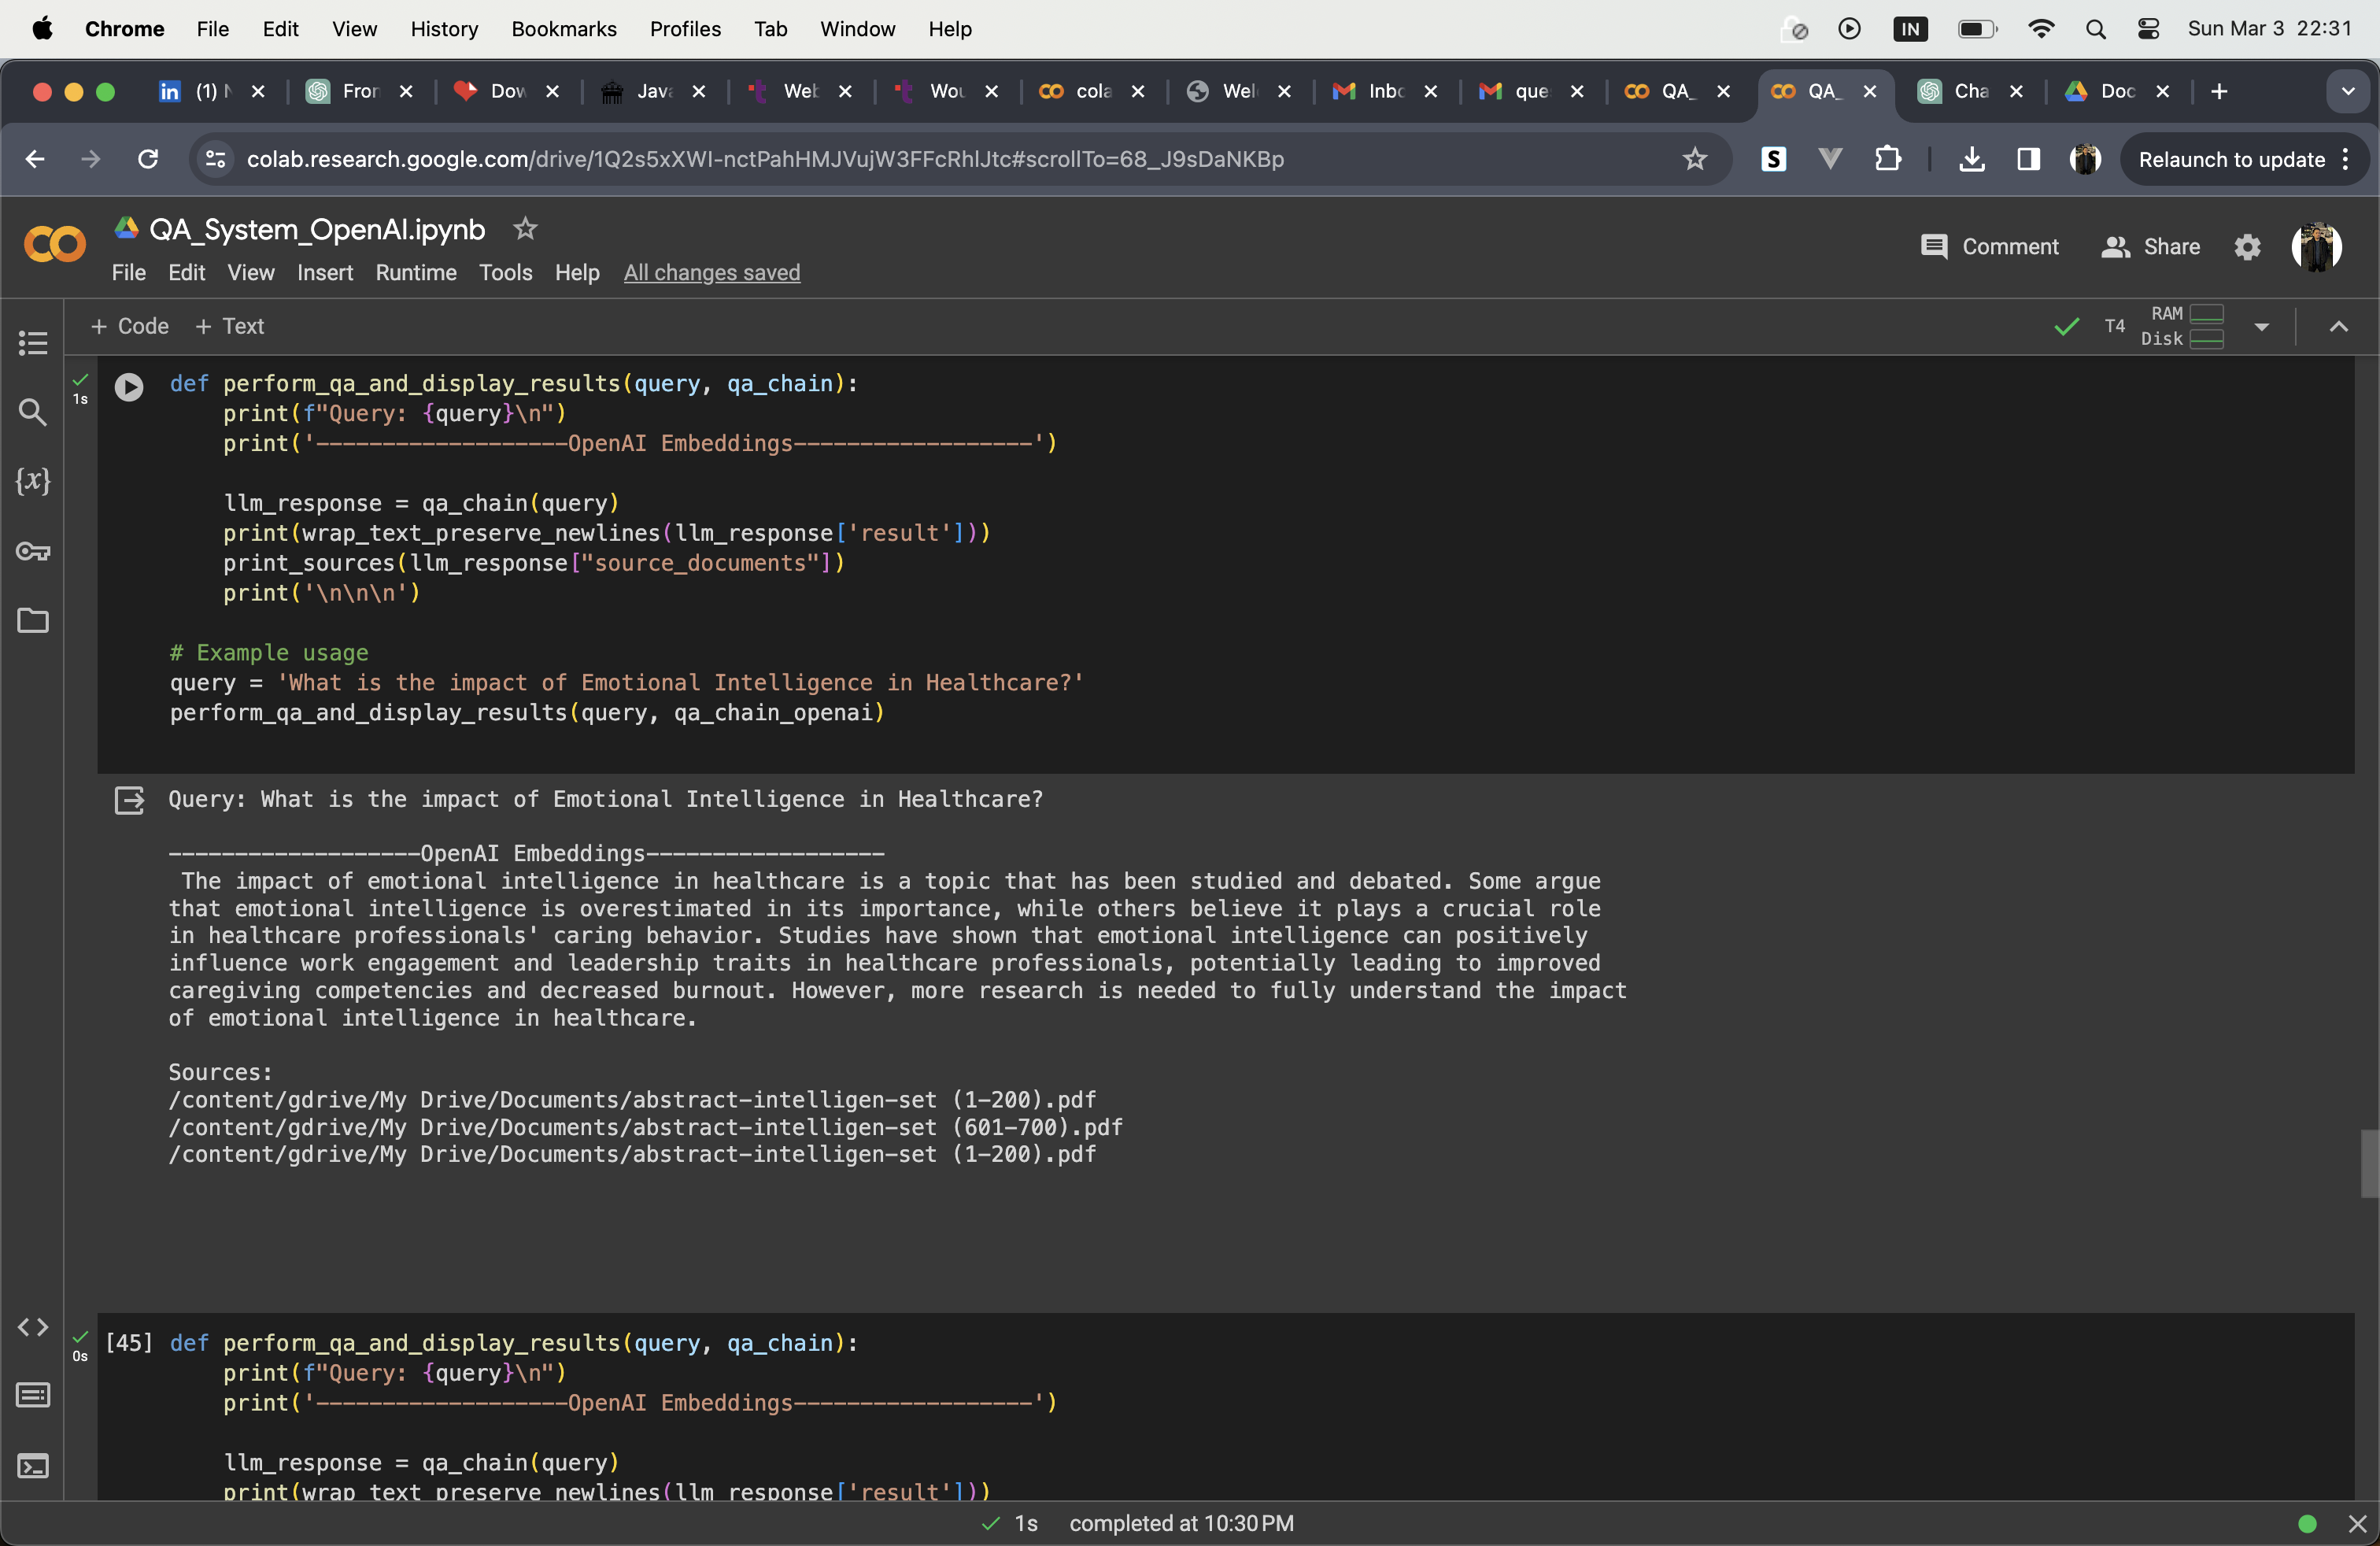 Chrome File Edit View History Bookmarks Profiles Tab Window Help IN Sun Mar 3 22:31
in (1) N Fron Dov Java Web Wou cola Wel Inbc que QA_ QA_ Cha Doc
colab.research.google.com/drive/1Q2s5xXWI-nctPahHMJVujW3FFcRhlJtc#scrollTo=68_J9sDaNKBp S Relaunch to update
QA_System_OpenAI.ipynb
Comment Share
File Edit View Insert Runtime Tools Help All changes saved
+ Code + Text T4 RAM
Disk
def perform_qa_and_display_results(query, qa_chain):
1s
print(f"Query: {query}\n")
print('-------------------OpenAI Embeddings------------------')
{x}
llm_response = qa_chain(query)
print(wrap_text_preserve_newlines(llm_response['result']))
print_sources(llm_response["source_documents"])
print('\n\n\n')
# Example usage
query = 'What is the impact of Emotional Intelligence in Healthcare?'
perform_qa_and_display_results(query, qa_chain_openai)
Query: What is the impact of Emotional Intelligence in Healthcare?
-------------------OpenAI Embeddings------------------
The impact of emotional intelligence in healthcare is a topic that has been studied and debated. Some argue
that emotional intelligence is overestimated in its importance, while others believe it plays a crucial role
in healthcare professionals' caring behavior. Studies have shown that emotional intelligence can positively
influence work engagement and leadership traits in healthcare professionals, potentially leading to improved
caregiving competencies and decreased burnout. However, more research is needed to fully understand the impact
of emotional intelligence in healthcare.
Sources:
/content/gdrive/My Drive/Documents/abstract-intelligen-set (1-200).pdf
/content/gdrive/My Drive/Documents/abstract-intelligen-set (601-700).pdf
/content/gdrive/My Drive/Documents/abstract-intelligen-set (1-200).pdf
[45] def perform_qa_and_display_results(query, qa_chain):
0s
print(f"Query: {query}\n")
print('-------------------OpenAI Embeddings------------------')
llm_response = qa_chain(query)
print(wrap_text_preserve_newlines(llm_response['result']))
1s completed at 10:30 PM